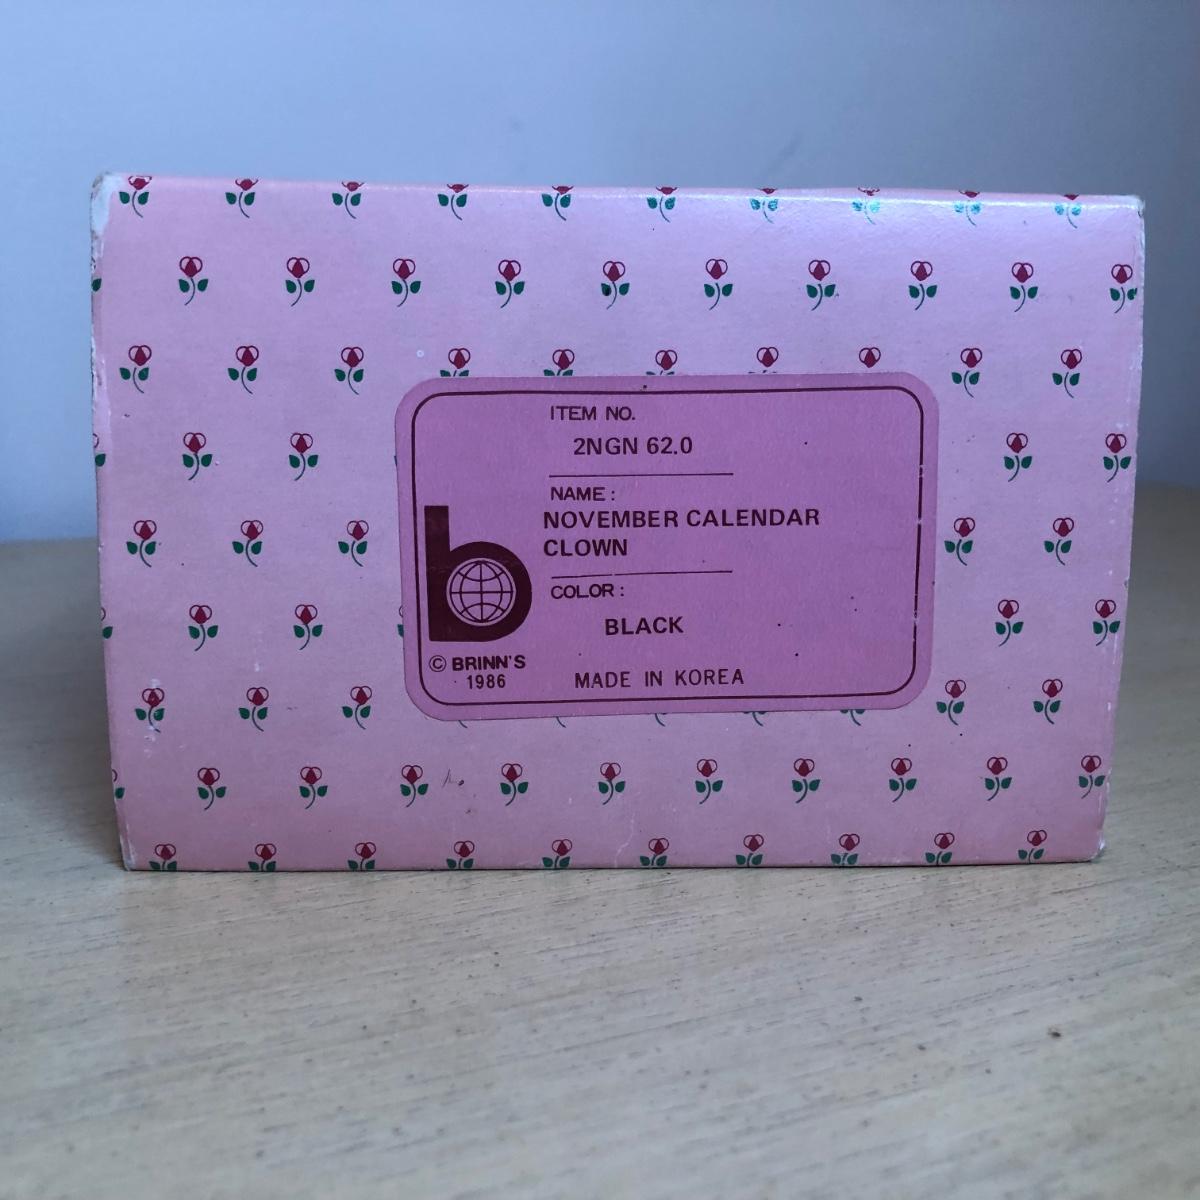 ITEM NO.
2NGN 62.0
NAME :
NOVEMBER CALENDAR
CLOWN
COLOR :
BLACK
b
© BRINN'S
1986
MADE IN KOREA